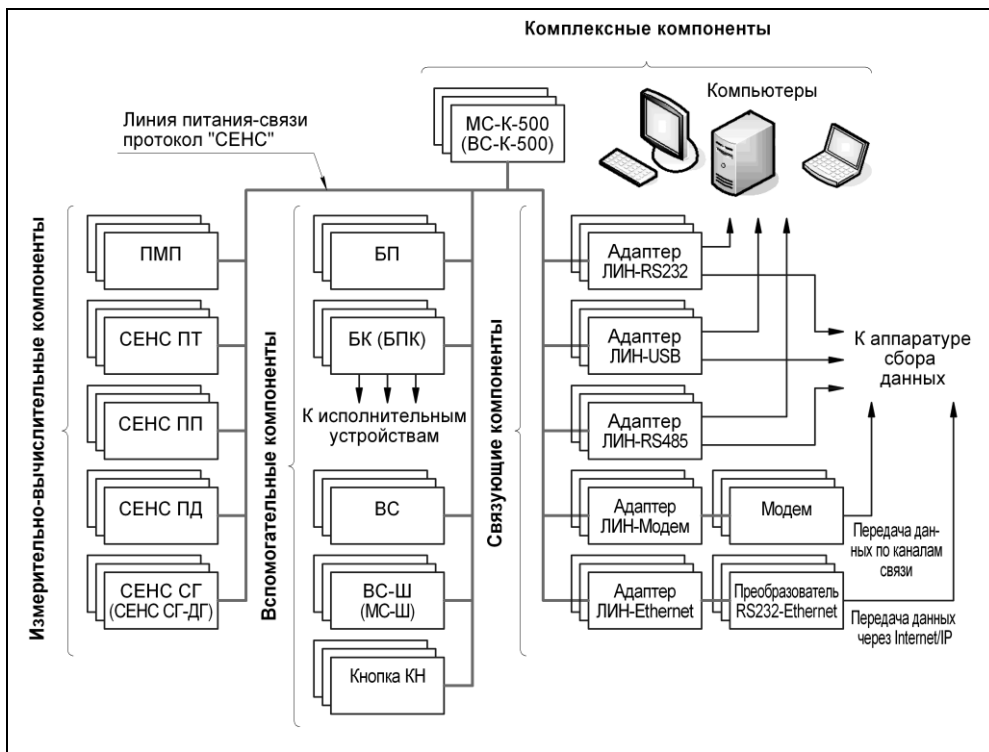 Комплексные компоненты
Компьютеры
МС-К-500
(ВС-К-500)
Линия питания-связи
протокол "СЕНС"
Измерительно-вычислительные компоненты
ПМП
СЕНС ПТ
СЕНС ПП
СЕНС ПД
СЕНС СГ
(СЕНС СГ-ДГ)
Вспомогательные компоненты
БП
БК (БПК)
К исполнительным
устройствам
ВС
ВС-Ш
(МС-Ш)
Кнопка КН
Связующие компоненты
Адаптер
ЛИН-RS232
Адаптер
ЛИН-USB
Адаптер
ЛИН-RS485
Адаптер
ЛИН-Модем
Модем
Адаптер
ЛИН-Ethernet
Преобразователь
RS232-Ethernet
К аппаратуре
сбора
данных
Передача дан-
ных по каналам
связи
Передача данных
через Internet/IP